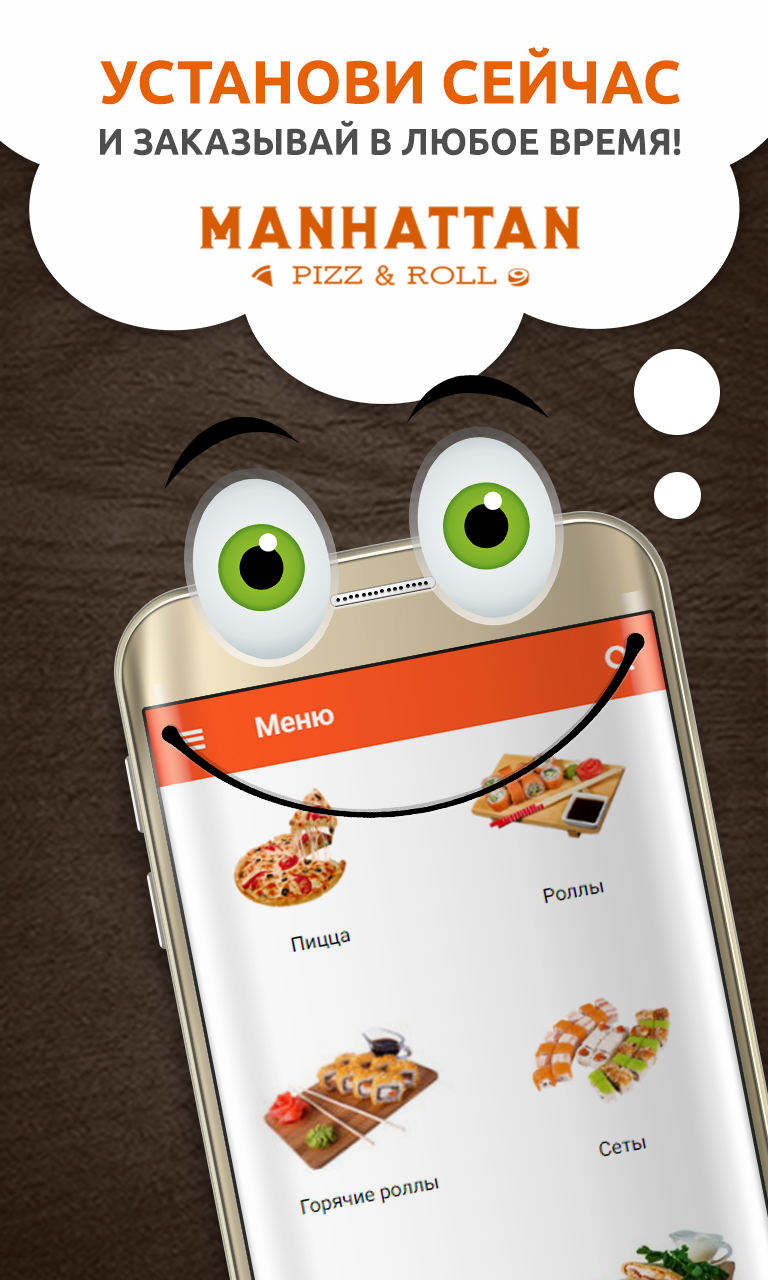 УСТАНОВИ СЕЙЧАС
И ЗАКАЗЫВАЙ В ЛЮБОЕ ВРЕМЯ!
MANHATTAN
PIZZ & ROLL
Меню
Пицца
Роллы
Горячие роллы
Сеты